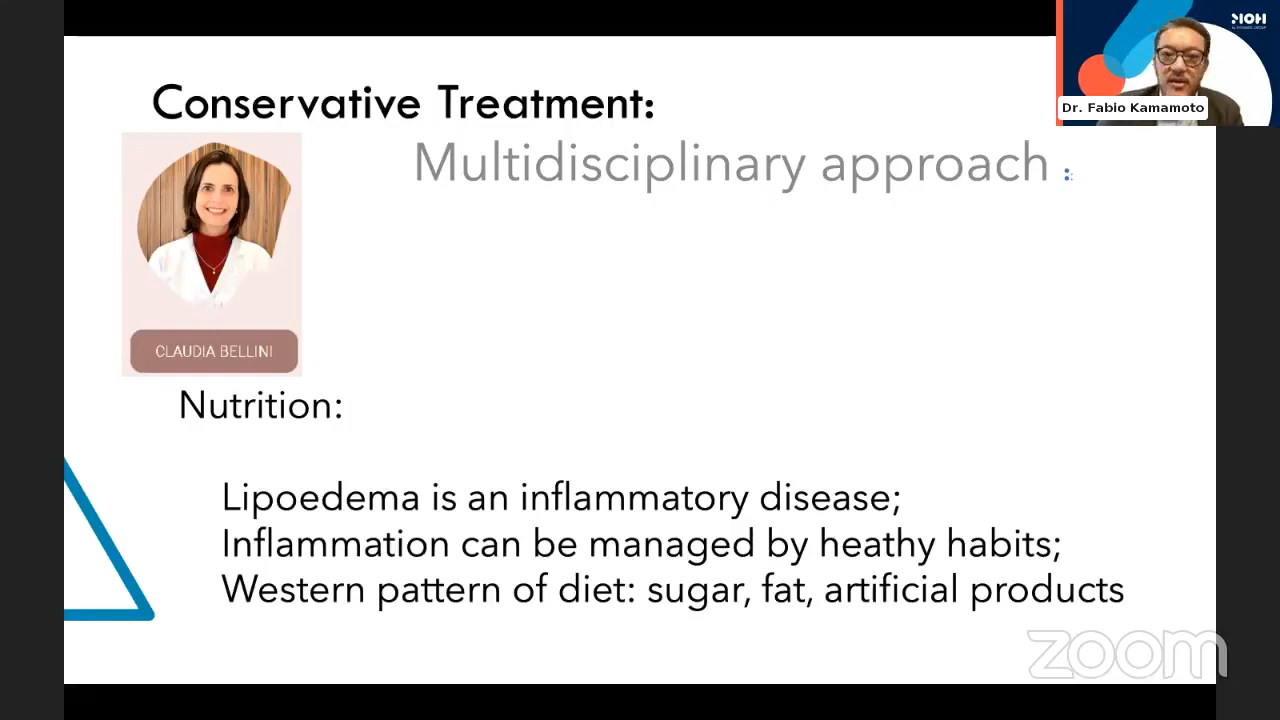 Conservative Treatment:
Multidisciplinary approach :
CLAUDIA BELLINI
Nutrition:
Lipoedema is an inflammatory disease;
Inflammation can be managed by heathy habits;
Western pattern of diet: sugar, fat, artificial products
Dr. Fabio Kamamoto
zoom